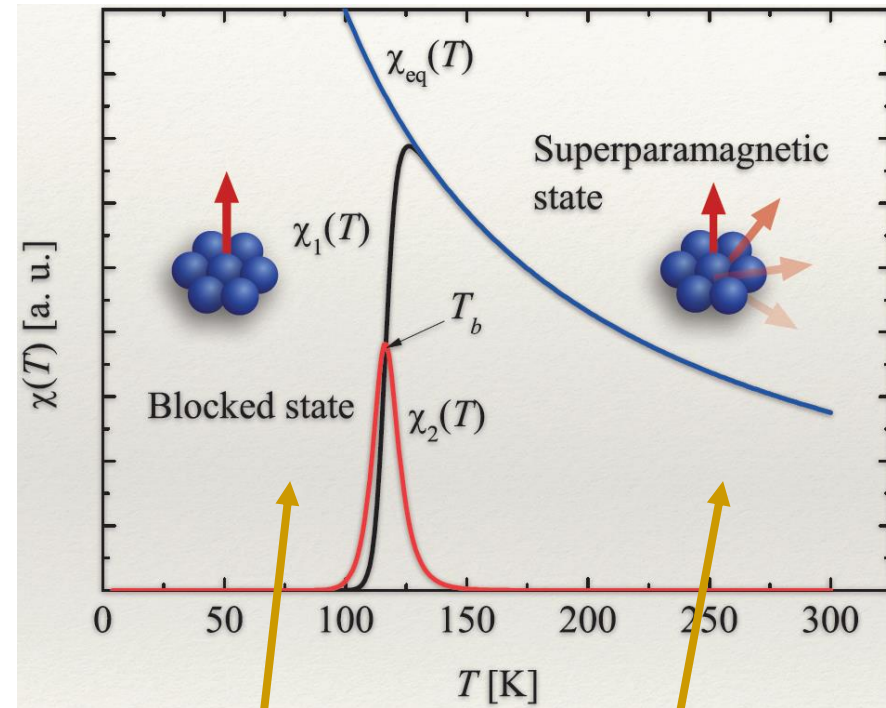 χeq(T)
Superparamagnetic
state
χ1(T)
Tb
Blocked state
χ2(T)
χ(T) [a. u.]
0 50 100 150 200 250 300
T [K]